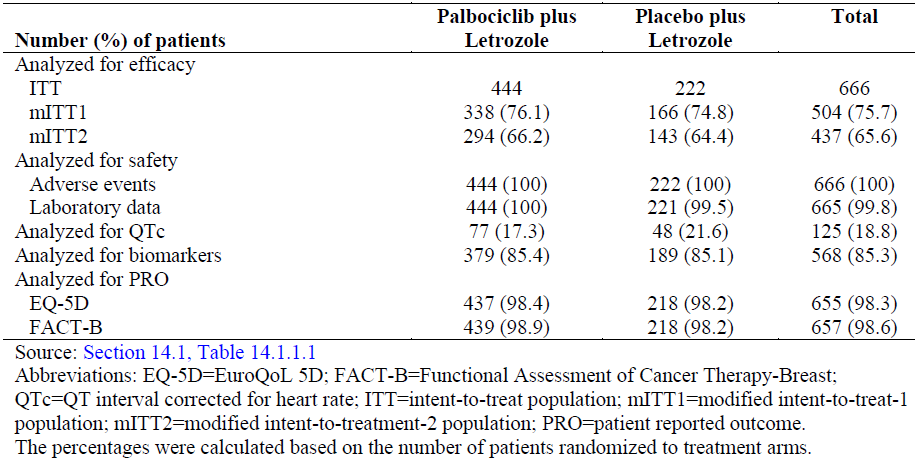 Number (%) of patients Palbociclib plus Letrozole Placebo plus Letrozole Total
Analyzed for efficacy
ITT 444 222 666
mITT1 338 (76.1) 166 (74.8) 504 (75.7)
mITT2 294 (66.2) 143 (64.4) 437 (65.6)
Analyzed for safety
Adverse events 444 (100) 222 (100) 666 (100)
Laboratory data 444 (100) 221 (99.5) 665 (99.8)
Analyzed for QTc 77 (17.3) 48 (21.6) 125 (18.8)
Analyzed for biomarkers 379 (85.4) 189 (85.1) 568 (85.3)
Analyzed for PRO
EQ-5D 437 (98.4) 218 (98.2) 655 (98.3)
FACT-B 439 (98.9) 218 (98.2) 657 (98.6)
Source: Section 14.1, Table 14.1.1.1
Abbreviations: EQ-5D=EuroQoL 5D; FACT-B=Functional Assessment of Cancer Therapy-Breast;
QTc=QT interval corrected for heart rate; ITT=intent-to-treat population; mITT1=modified intent-to-treat-1
population; mITT2=modified intent-to-treatment-2 population; PRO=patient reported outcome.
The percentages were calculated based on the number of patients randomized to treatment arms.